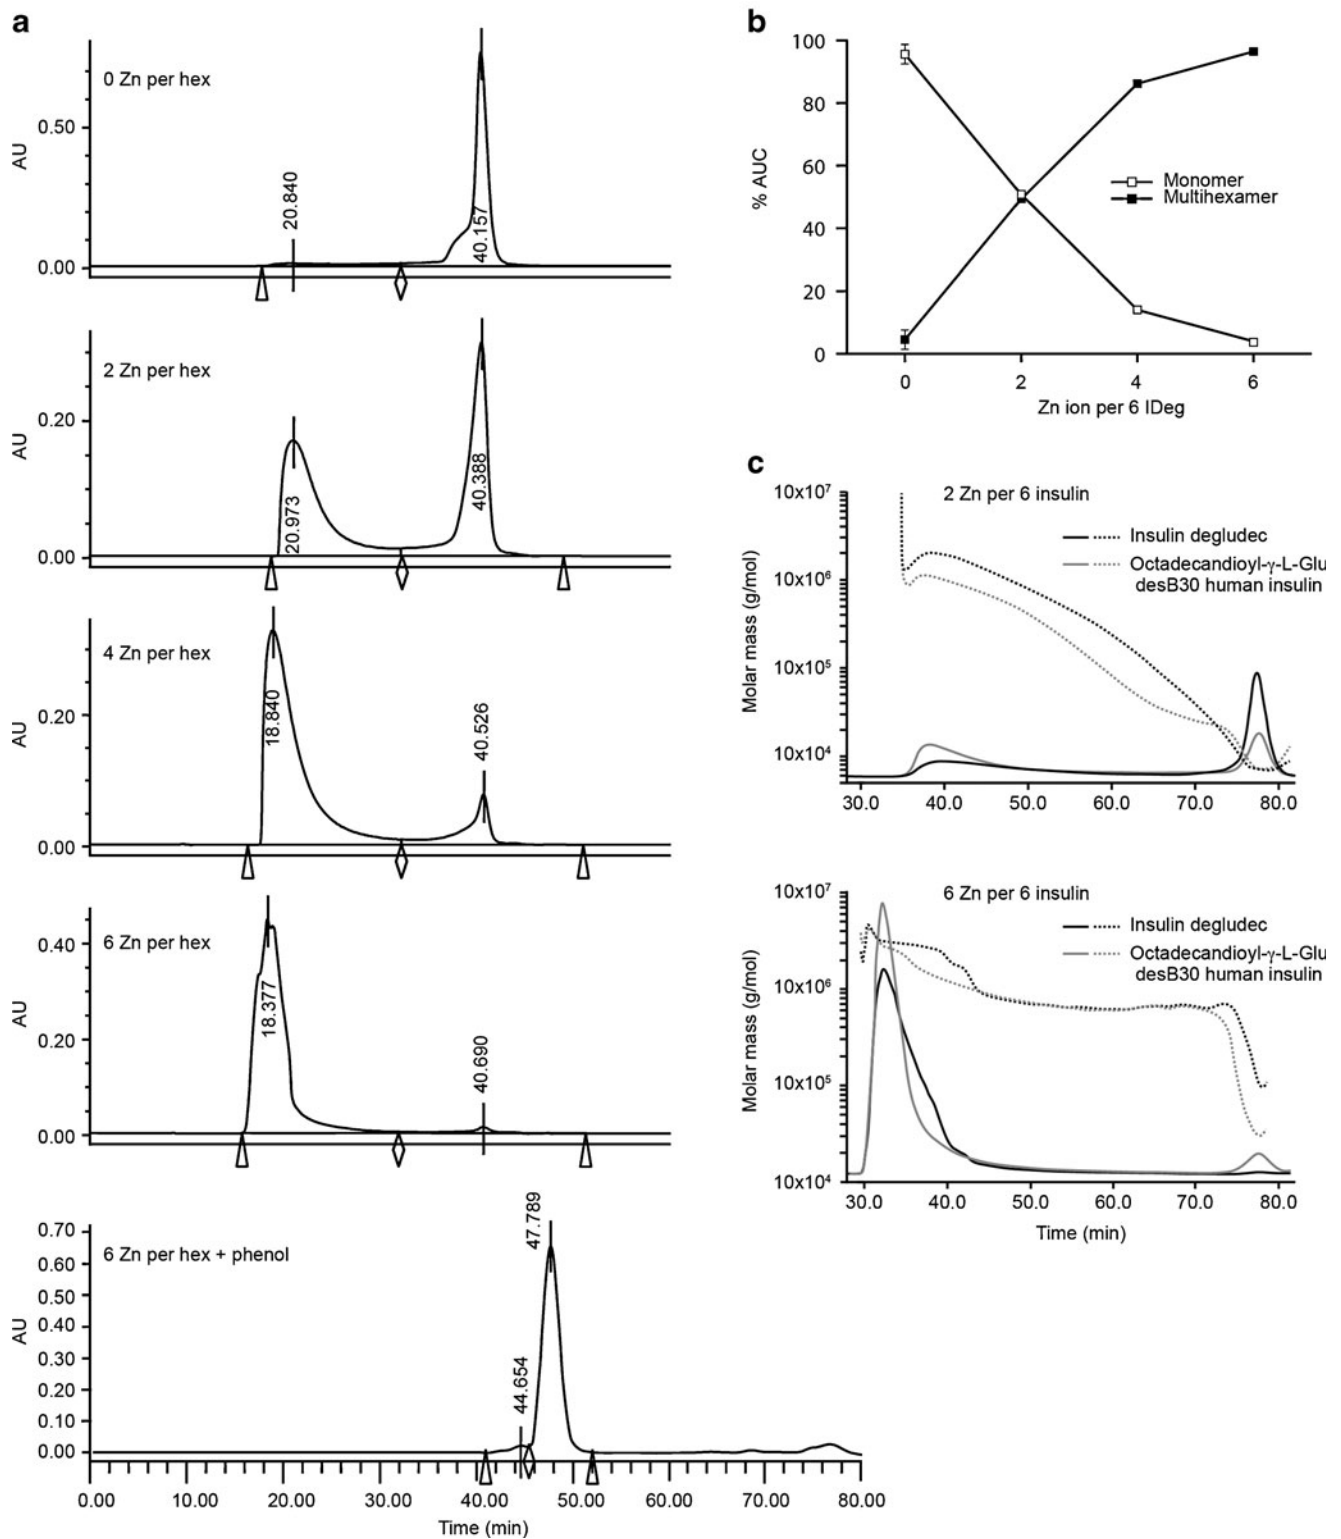 a
0 Zn per hex
AU
0.50
0.00
20.840
40.157
2 Zn per hex
AU
0.20
0.00
20.973
40.388
4 Zn per hex
AU
0.20
0.00
18.840
40.526
6 Zn per hex
AU
0.40
0.20
0.00
18.377
40.690
6 Zn per hex + phenol
AU
0.70
0.60
0.50
0.40
0.30
0.20
0.10
0.00
44.654
47.789
0.00 10.00 20.00 30.00 40.00 50.00 60.00 70.00 80.00
Time (min)
b
% AUC
100
80
60
40
20
0
Monomer
Multihexamer
0 2 4 6
Zn ion per 6 IDeg
c
2 Zn per 6 insulin
Molar mass (g/mol)
10x10⁷
10x10⁶
10x10⁵
10x10⁴
Insulin degludec
Octadecandioyl-γ-L-Glu
desB30 human insulin
30.0 40.0 50.0 60.0 70.0 80.0
6 Zn per 6 insulin
Molar mass (g/mol)
10x10⁷
10x10⁶
10x10⁵
10x10⁴
Insulin degludec
Octadecandioyl-γ-L-Glu
desB30 human insulin
30.0 40.0 50.0 60.0 70.0 80.0
Time (min)